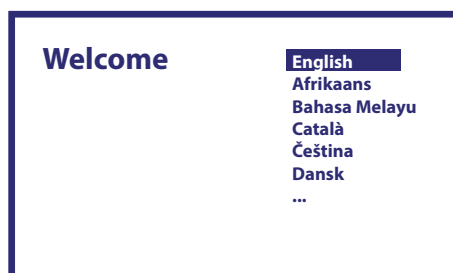 Welcome
English
Afrikaans
Bahasa Melayu
Català
Čeština
Dansk
...